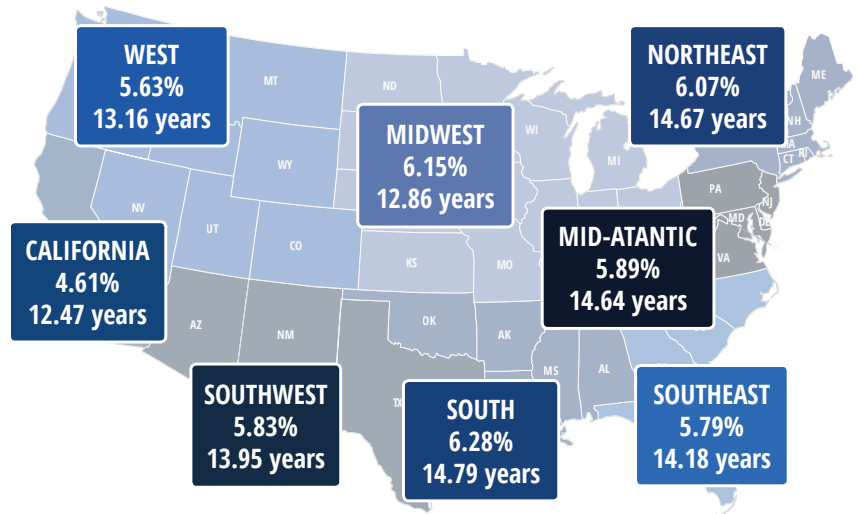 WEST
5.63%
13.16 years
NORTHEAST
6.07%
14.67 years
MIDWEST
6.15%
12.86 years
CALIFORNIA
4.61%
12.47 years
MID-ATANTIC
5.89%
14.64 years
SOUTHWEST
5.83%
13.95 years
SOUTH
6.28%
14.79 years
SOUTHEAST
5.79%
14.18 years
MT
ND
ME
NH
WI
MI
WY
CT
RI
PA
NJ
NV
MD
DE
UT
CO
KS
MO
VA
AZ
NM
OK
AK
MS
AL